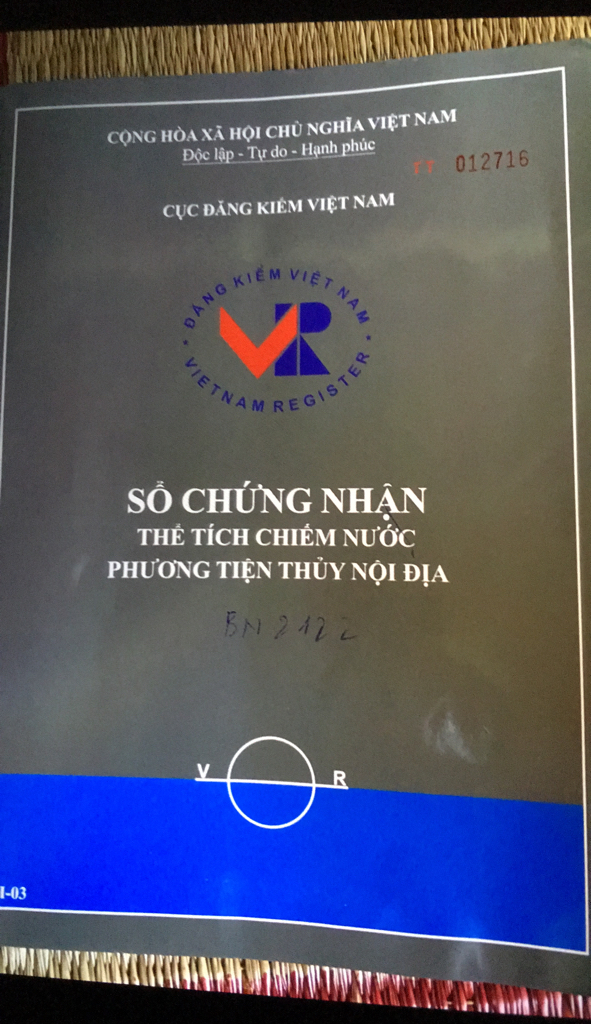 CỘNG HÒA XÃ HỘI CHỦ NGHĨA VIỆT NAM
Độc lập - Tự do - Hạnh phúc
TT 012716
CỤC ĐĂNG KIỂM VIỆT NAM
* ĐĂNG KIỂM VIỆT NAM *
VR
VIETNAM REGISTER
SỔ CHỨNG NHẬN
THỂ TÍCH CHIẾM NƯỚC
PHƯƠNG TIỆN THỦY NỘI ĐỊA
BN 2122
V R
I-03